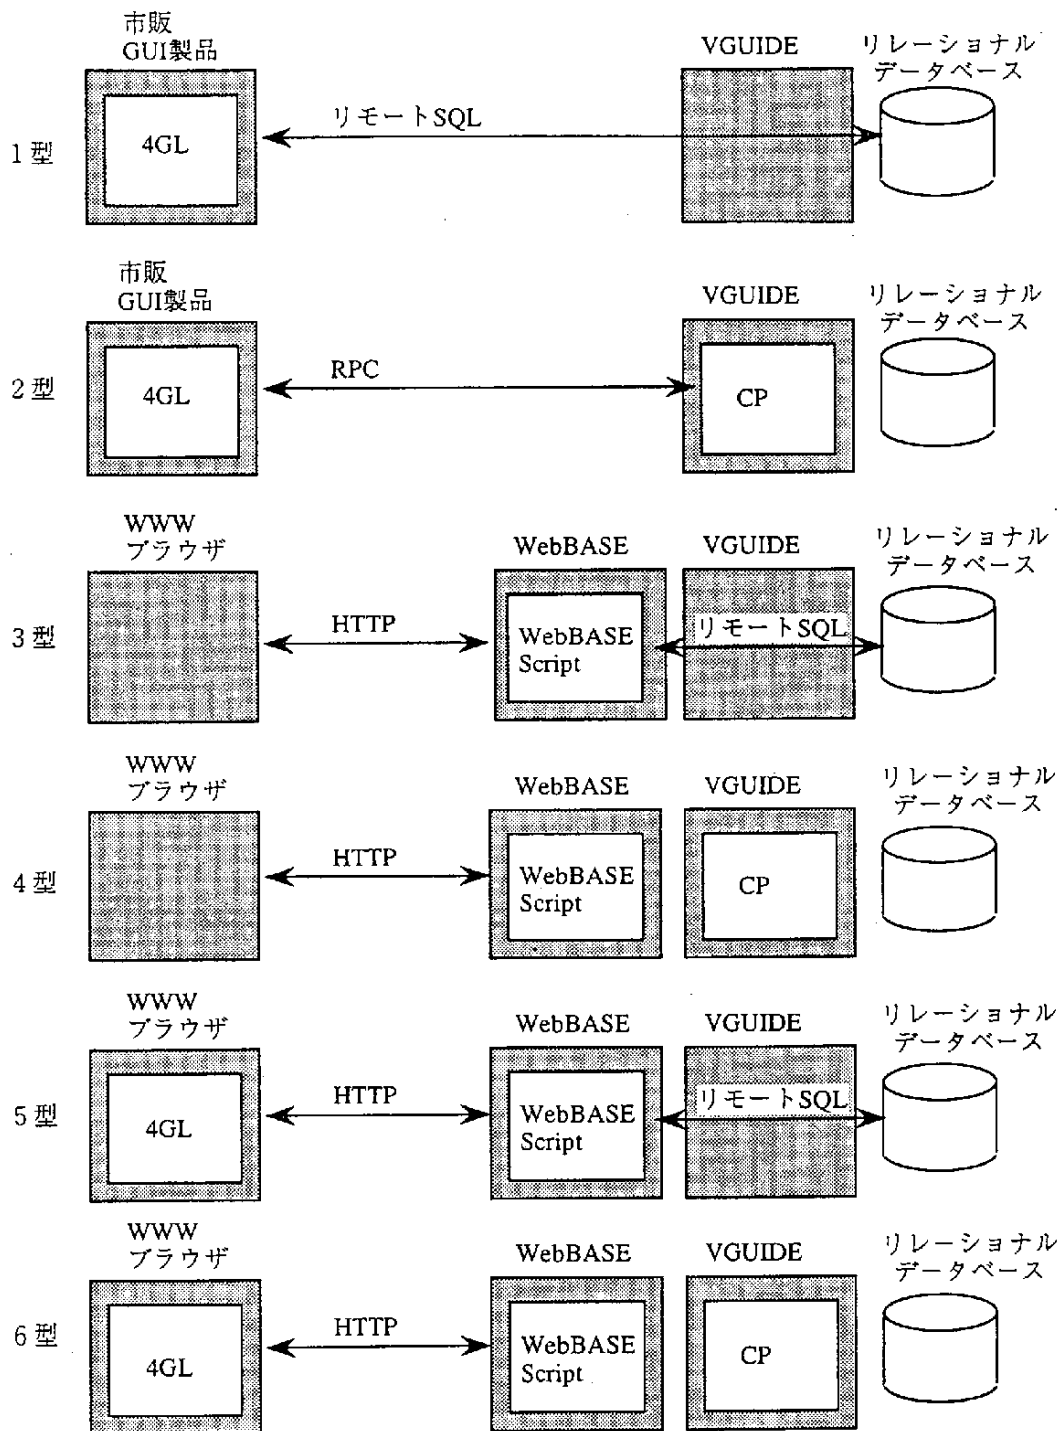 市販
GUI製品
VGUIDE
リレーショナル
データベース
1型
4GL
リモートSQL
市販
GUI製品
VGUIDE
リレーショナル
データベース
2型
4GL
RPC
CP
WWW
ブラウザ
WebBASE
VGUIDE
リレーショナル
データベース
3型
HTTP
WebBASE
Script
リモートSQL
WWW
ブラウザ
WebBASE
VGUIDE
リレーショナル
データベース
4型
HTTP
WebBASE
Script
CP
WWW
ブラウザ
WebBASE
VGUIDE
リレーショナル
データベース
5型
4GL
HTTP
WebBASE
Script
リモートSQL
WWW
ブラウザ
WebBASE
VGUIDE
リレーショナル
データベース
6型
4GL
HTTP
WebBASE
Script
CP